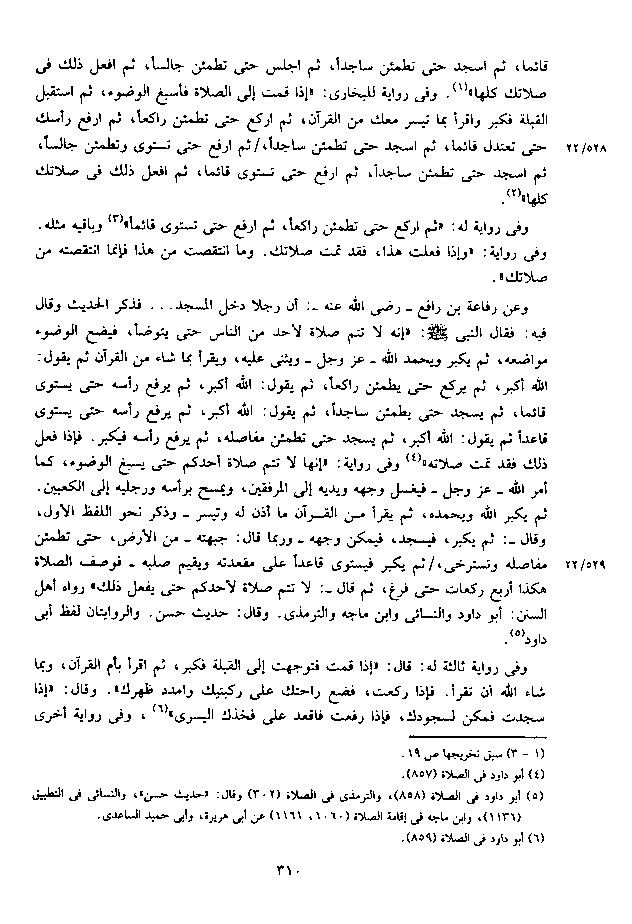 قائما، ثم اسجد حتى تطمئن ساجداً، ثم اجلس حتى تطمئن جالساً، ثم افعل ذلك فى
صلاتك كلها»(١). وفى رواية للبخارى: «إذا قمت إلى الصلاة فأسبغ الوضوء، ثم استقبل
القبلة فكبر واقرأ بما تيسر معك من القرآن، ثم اركع حتى تطمئن راكعاً، ثم ارفع رأسك
٢٢/٥٢٨ حتى تعتدل قائما، ثم اسجد حتى تطمئن ساجداً،/ ثم ارفع حتى تستوى وتطمئن جالساً،
ثم اسجد حتى تطمئن ساجداً، ثم ارفع حتى تستوى قائما، ثم افعل ذلك فى صلاتك
كلها»(٢).
وفى رواية له: «ثم اركع حتى تطمئن راكعاً، ثم ارفع حتى تستوى قائماً»(٣) وباقيه مثله.
وفى رواية: «وإذا فعلت هذا، فقد تمت صلاتك. وما انتقصت من هذا فإنما انتقصته من
صلاتك».
وعن رفاعة بن رافع ـ رضى الله عنه ـ: أن رجلا دخل المسجد... فذكر الحديث وقال
فيه: فقال النبى ﷺ: «إنه لا تتم صلاة لأحد من الناس حتى يتوضأ، فيضع الوضوء
مواضعه، ثم يكبر ويحمد الله ـ عز وجل ـ ويثنى عليه، ويقرأ بما شاء من القرآن ثم يقول:
الله أكبر، ثم يركع حتى يطمئن راكعاً، ثم يقول: الله أكبر، ثم يرفع رأسه حتى يستوى
قائما، ثم يسجد حتى يطمئن ساجداً، ثم يقول: الله أكبر، ثم يرفع رأسه حتى يستوى
قاعداً ثم يقول: الله أكبر، ثم يسجد حتى تطمئن مفاصله، ثم يرفع رأسه فيكبر. فإذا فعل
ذلك فقد تمت صلاته»(٤) وفى رواية: «إنها لا تتم صلاة أحدكم حتى يسبغ الوضوء، كما
أمر الله ـ عز وجل ـ فيغسل وجهه ويديه إلى المرفقين، ويمسح برأسه ورجليه إلى الكعبين.
ثم يكبر الله ويحمده، ثم يقرأ من القرآن ما أذن له وتيسر ـ وذكر نحو اللفظ الأول،
وقال ـ: ثم يكبر، فيسجد، فيمكن وجهه ـ وربما قال: جبهته ـ من الأرض، حتى تطمئن
٢٢/٥٢٩ مفاصله وتسترخى،/ ثم يكبر فيستوى قاعداً على مقعدته ويقيم صلبه ـ فوصف الصلاة
هكذا أربع ركعات حتى فرغ، ثم قال ـ: لا تتم صلاة لأحدكم حتى يفعل ذلك» رواه أهل
السنن: أبو داود والنسائى وابن ماجه والترمذى. وقال: حديث حسن. والروايتان لفظ أبى
داود(٥).
وفى رواية ثالثة له: قال: «إذا قمت فتوجهت إلى القبلة فكبر، ثم اقرأ بأم القرآن، وبما
شاء الله أن تقرأ. فإذا ركعت، فضع راحتك على ركبتيك وامدد ظهرك». وقال: «إذا
سجدت فمكن لسجودك، فإذا رفعت فاقعد على فخذك اليسرى»(٦)، وفى رواية أخرى
(١ - ٣) سبق تخريجها ص ١٩.
(٤) أبو داود فى الصلاة (٨٥٧).
(٥) أبو داود فى الصلاة (٨٥٨)، والترمذى فى الصلاة (٣٠٢) وقال: «حديث حسن»، والنسائى فى التطبيق
(١١٣٦)، وابن ماجه فى إقامة الصلاة (١٠٦٠، ١١٦١) عن أبى هريرة، وأبى حميد الساعدى.
(٦) أبو داود فى الصلاة (٨٥٩).
٣١٠